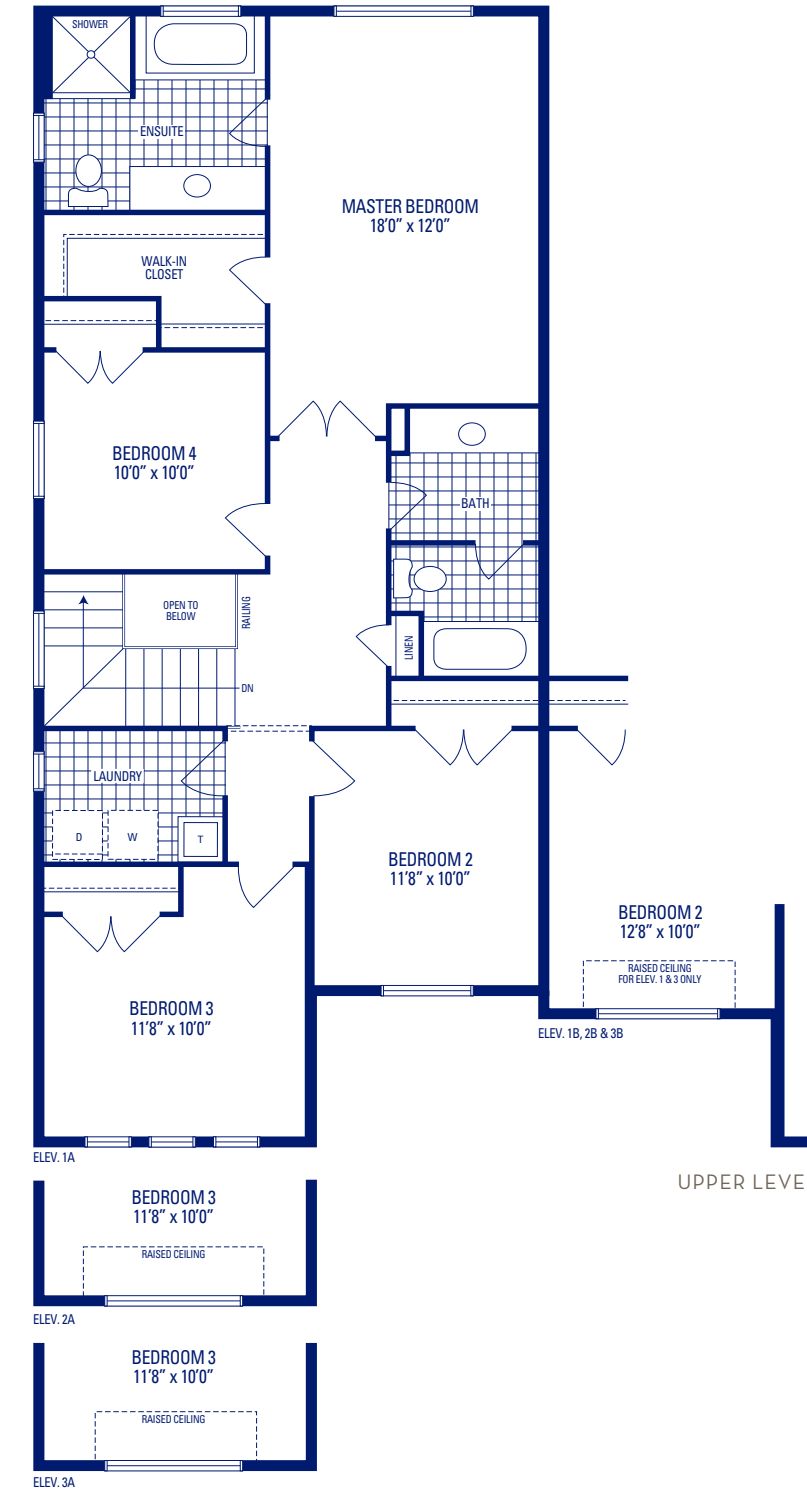 SHOWER
ENSUITE
MASTER BEDROOM
18'0” x 12'0”
WALK-IN
CLOSET
BEDROOM 4
10'0” x 10'0”
BATH
OPEN TO
BELOW
RAILING
LINEN
DN
LAUNDRY
D
W
T
BEDROOM 2
11'8” x 10'0”
BEDROOM 2
12'8” x 10'0”
RAISED CEILING
FOR ELEV. 1 & 3 ONLY
BEDROOM 3
11'8” x 10'0”
ELEV. 1B, 2B & 3B
ELEV. 1A
UPPER LEVE
BEDROOM 3
11'8” x 10'0”
RAISED CEILING
ELEV. 2A
BEDROOM 3
11'8” x 10'0”
RAISED CEILING
ELEV. 3A